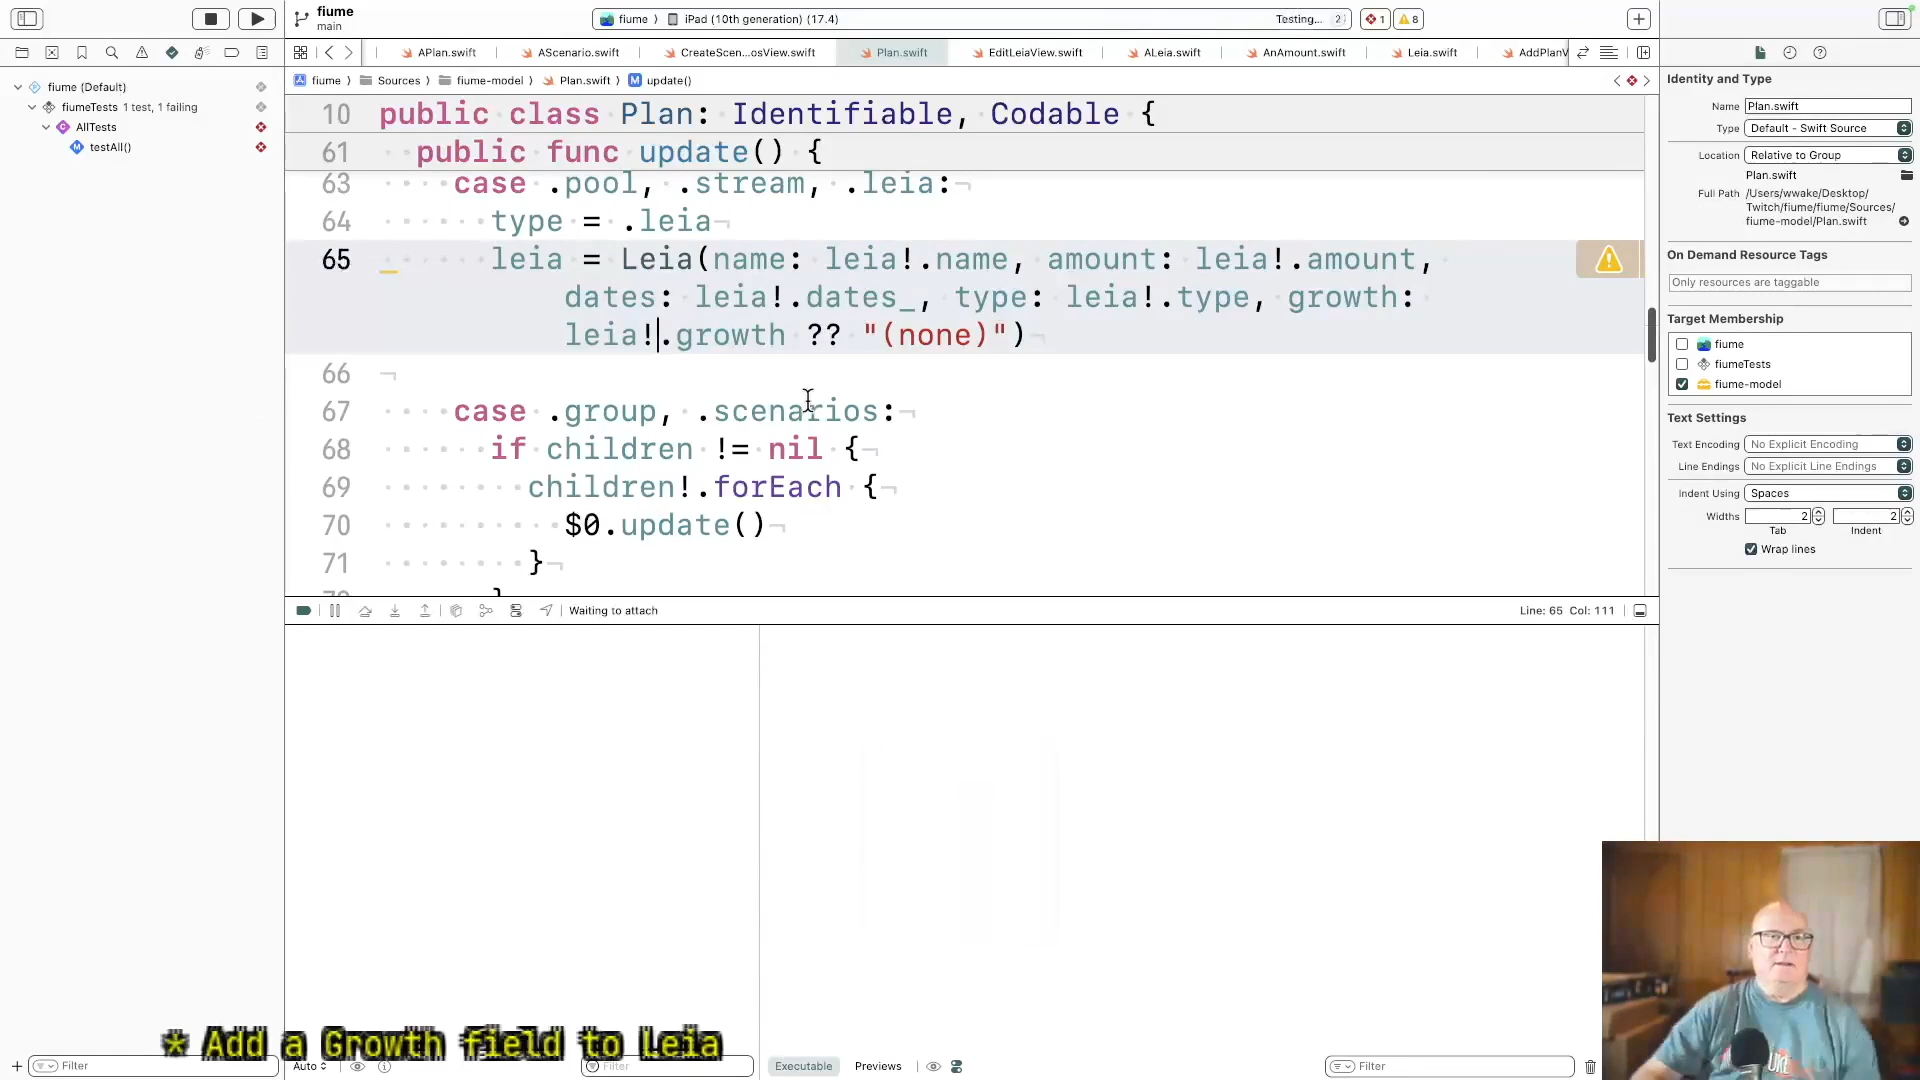 fiume
main
fiume 〉 iPad (10th generation) (17.4)
Testing... 2
1
8
APlan.swift
AScenario.swift
CreateScen...osView.swift
Plan.swift
EditLeiaView.swift
ALeia.swift
AnAmount.swift
Leia.swift
AddPlanV
fiume 〉 Sources 〉 fiume-model 〉 Plan.swift 〉 M update()
fiume (Default)
fiumeTests 1 test, 1 failing
AllTests
testAll()
10 public class Plan: Identifiable, Codable {
61 public func update() {
63 case .pool, .stream, .leia:
64 type = .leia
65 leia = Leia(name: leia!.name, amount: leia!.amount,
dates: leia!.dates_, type: leia!.type, growth:
leia!.growth ?? "(none)")
66
67 case .group, .scenarios:
68 if children != nil {
69 children!.forEach {
70 $0.update()
71 }
}
Waiting to attach
Line: 65 Col: 111
Identity and Type
Name Plan.swift
Type Default - Swift Source
Location Relative to Group
Plan.swift
Full Path /Users/wwake/Desktop/
Twitch/fiume/fiume/Sources/
fiume-model/Plan.swift
On Demand Resource Tags
Only resources are taggable
Target Membership
fiume
fiumeTests
fiume-model
Text Settings
Text Encoding No Explicit Encoding
Line Endings No Explicit Line Endings
Indent Using Spaces
Widths 2 2
Tab Indent
Wrap lines
* Add a Growth field to Leia
Filter
Auto
Filter
Executable
Previews
Filter